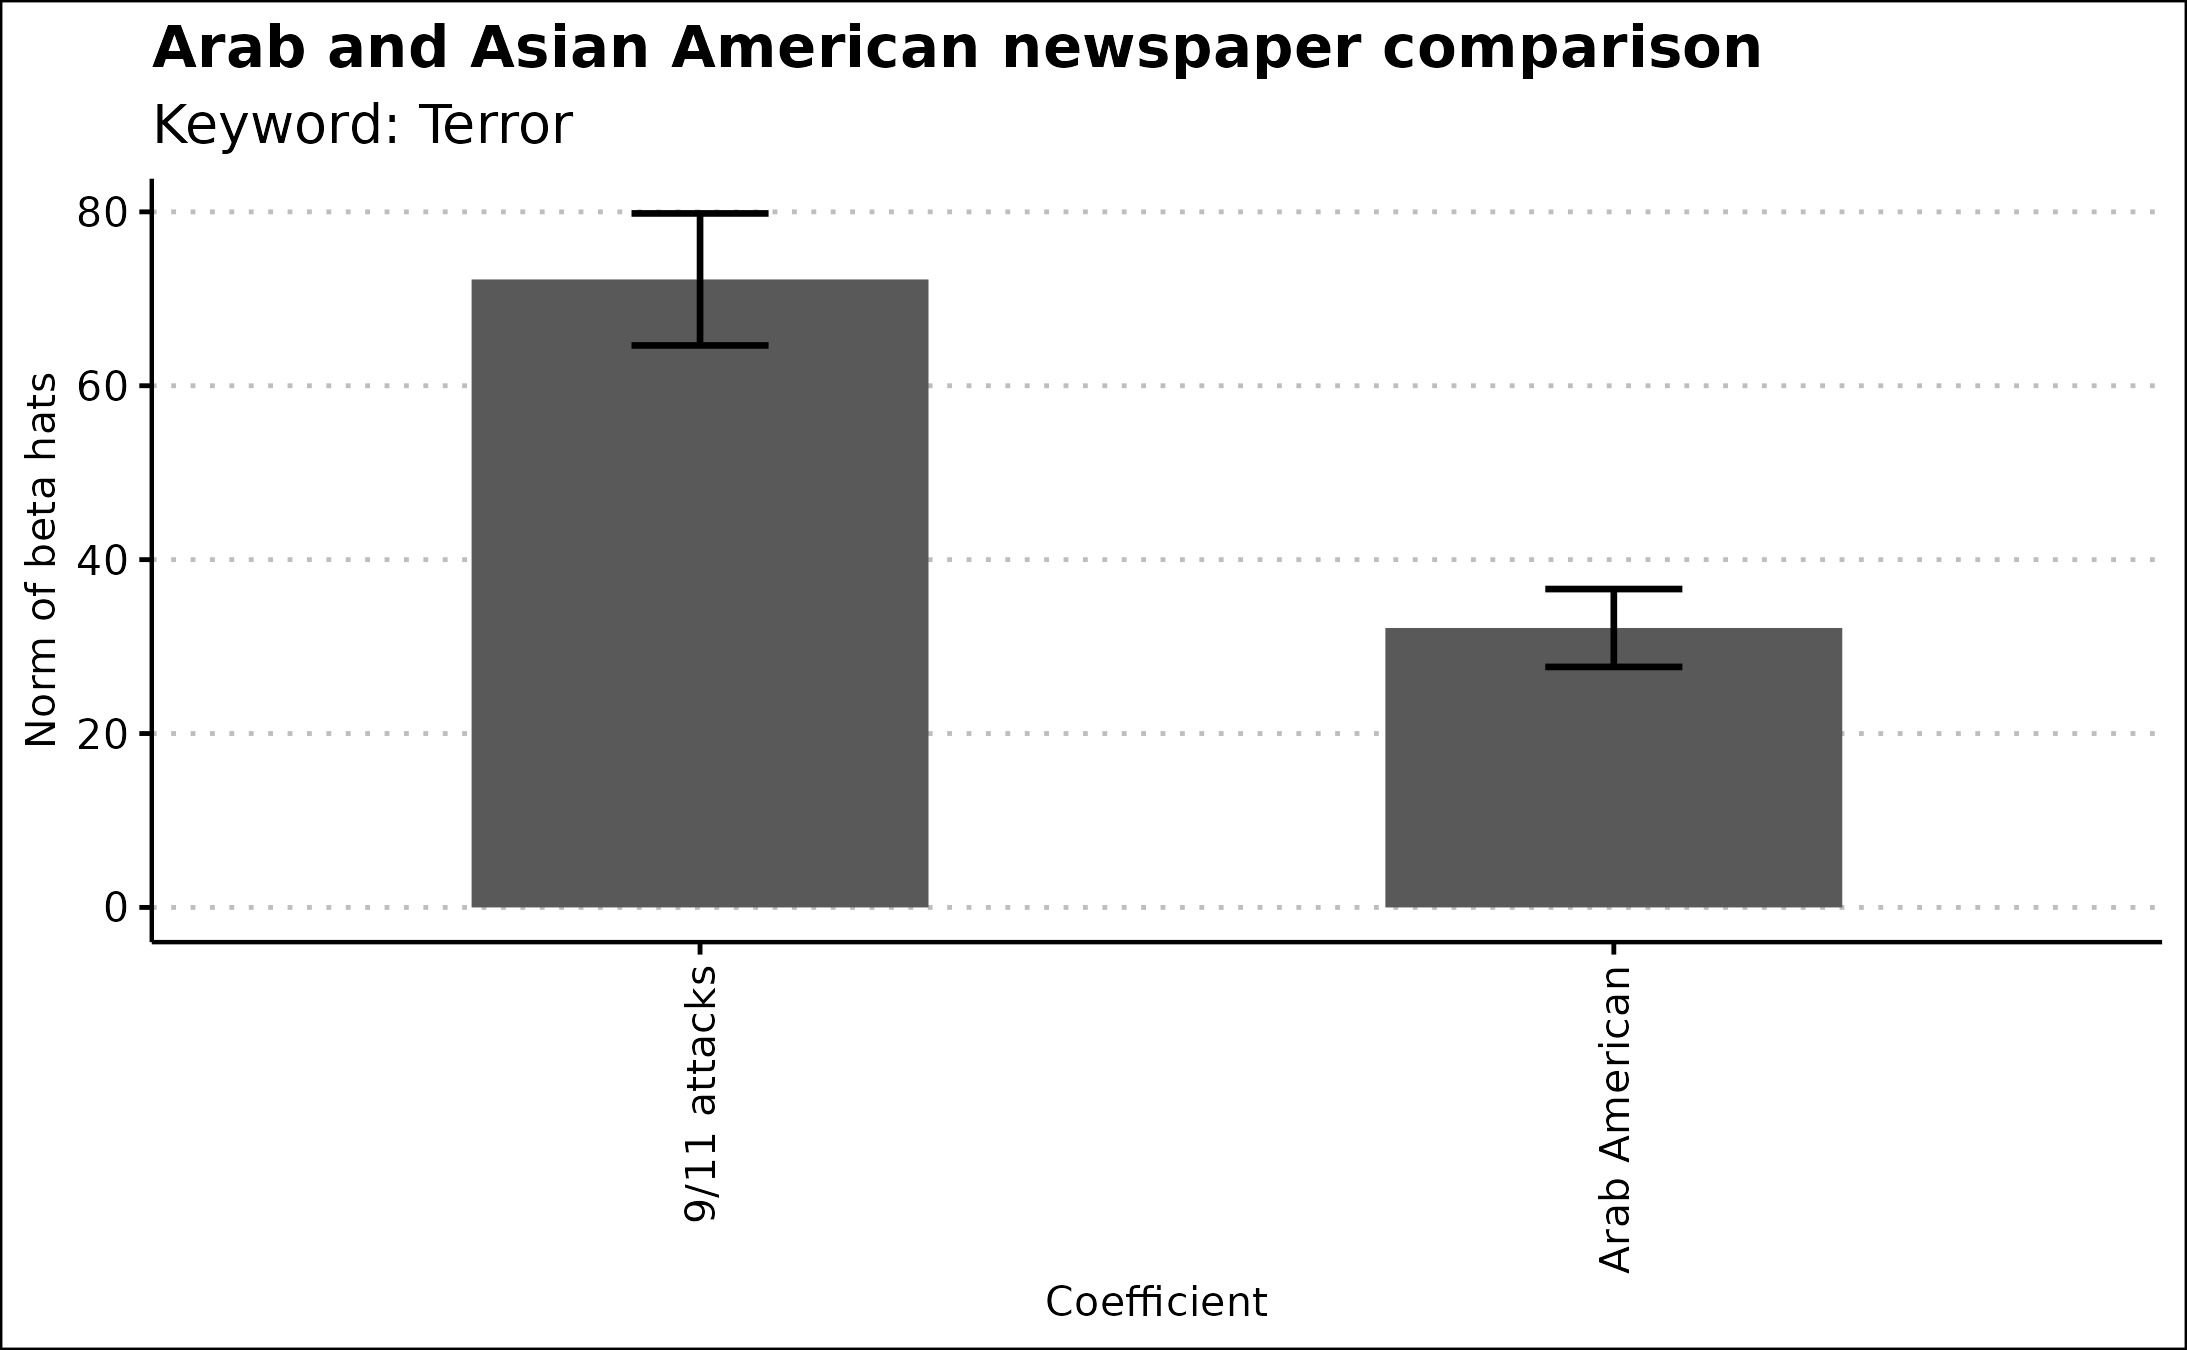 Arab and Asian American newspaper comparison
Keyword: Terror
80
60
40
20
0
Norm of beta hats
9/11 attacks
Arab American
Coefficient